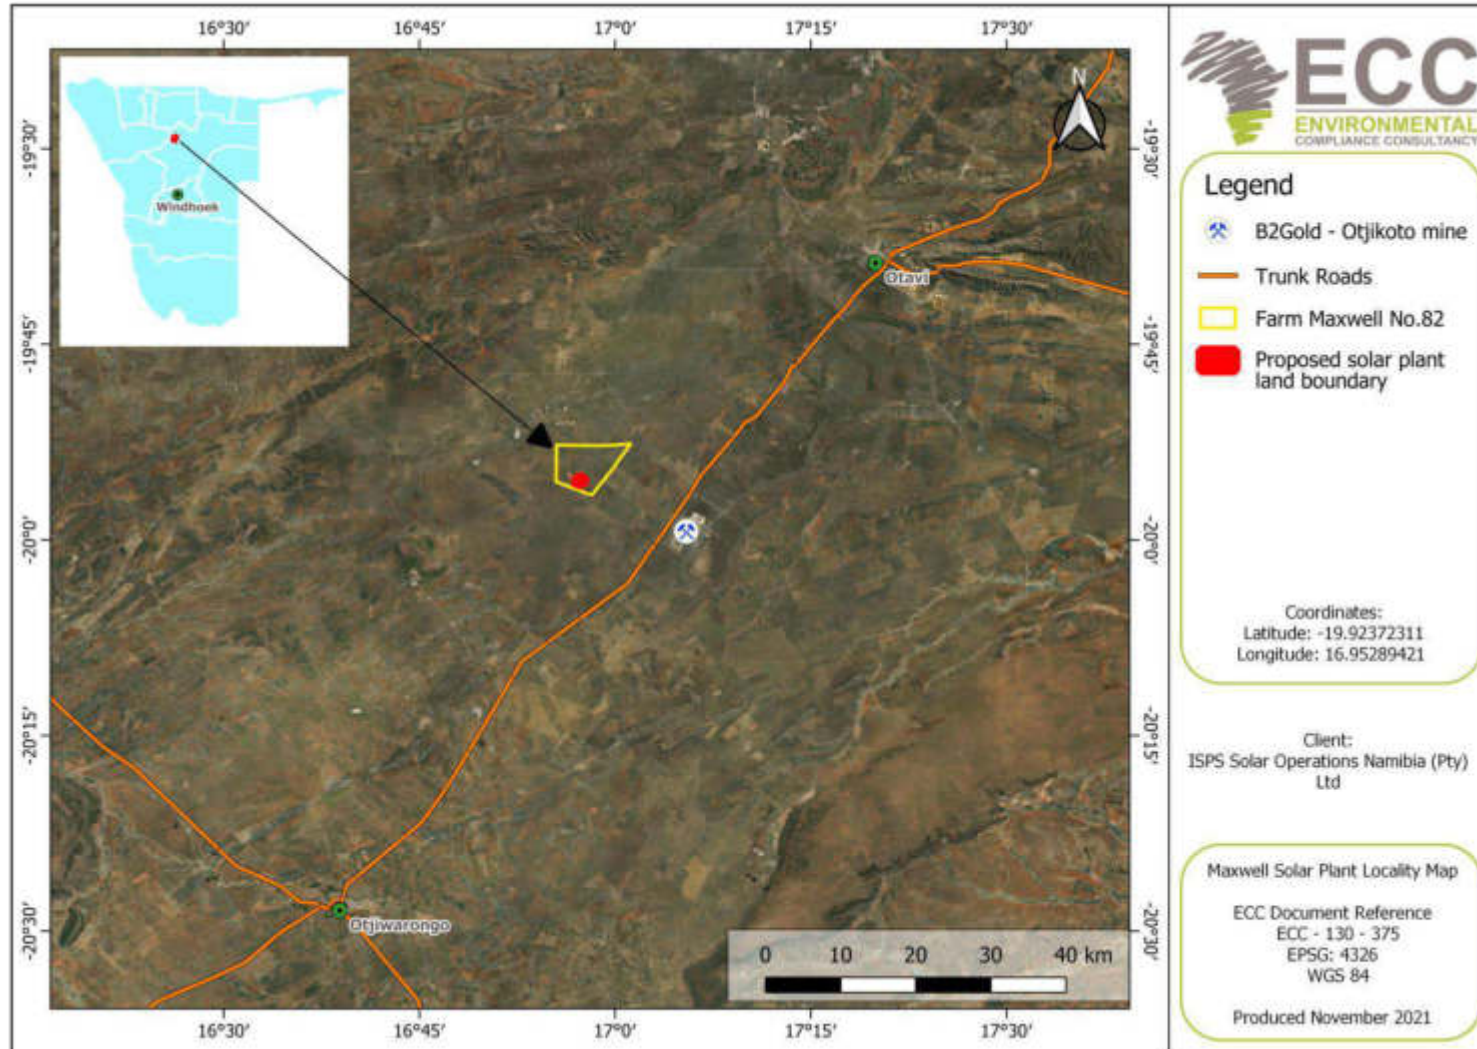 16°30' 16°45' 17°0' 17°15' 17°30'
-19°30' -19°30'
-19°45' -19°45'
-20°0' -20°0'
-20°15' -20°15'
-20°30' -20°30'
Windhoek
N
Otavi
Otjiwarongo
0 10 20 30 40 km
16°30' 16°45' 17°0' 17°15' 17°30'
ECC
ENVIRONMENTAL
COMPLIANCE CONSULTANCY
Legend
B2Gold - Otjikoto mine
Trunk Roads
Farm Maxwell No.82
Proposed solar plant
land boundary
Coordinates:
Latitude: -19.92372311
Longitude: 16.95289421
Client:
ISPS Solar Operations Namibia (Pty)
Ltd
Maxwell Solar Plant Locality Map
ECC Document Reference
ECC - 130 - 375
EPSG: 4326
WGS 84
Produced November 2021